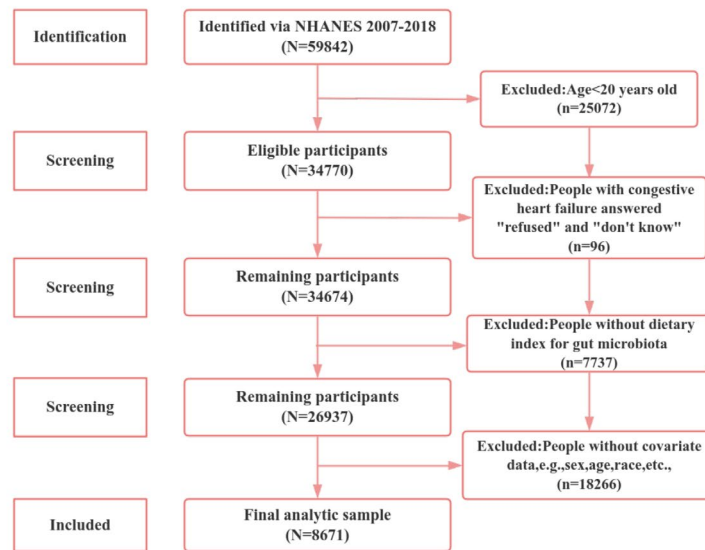 Identification
Identified via NHANES 2007-2018
(N=59842)
Excluded:Age<20 years old
(n=25072)
Screening
Eligible participants
(N=34770)
Excluded:People with congestive
heart failure answered
"refused" and "don't know"
(n=96)
Screening
Remaining participants
(N=34674)
Excluded:People without dietary
index for gut microbiota
(n=7737)
Screening
Remaining participants
(N=26937)
Excluded:People without covariate
data,e.g.,sex,age,race,etc.,
(n=18266)
Included
Final analytic sample
(N=8671)